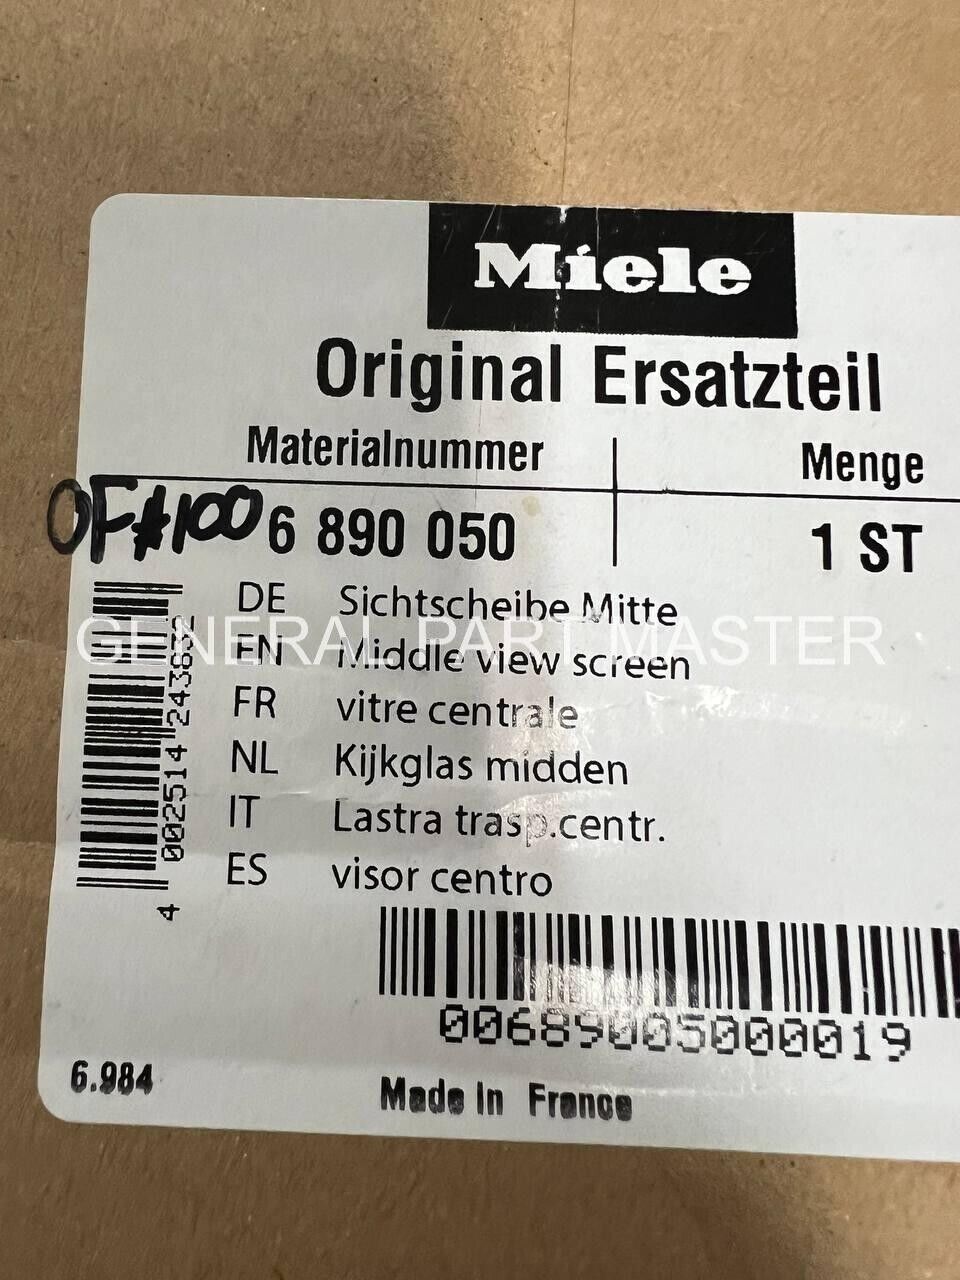 Miele
Original Ersatzteil
Materialnummer Menge
OF#100 6 890 050 1 ST
DE Sichtscheibe Mitte
GENERAL PART MASTER
EN Middle view screen
FR vitre centrale
NL Kijkglas midden
IT Lastra trasp.centr.
ES visor centro
4 002514 243832
00689005000019
6.984
Made in France